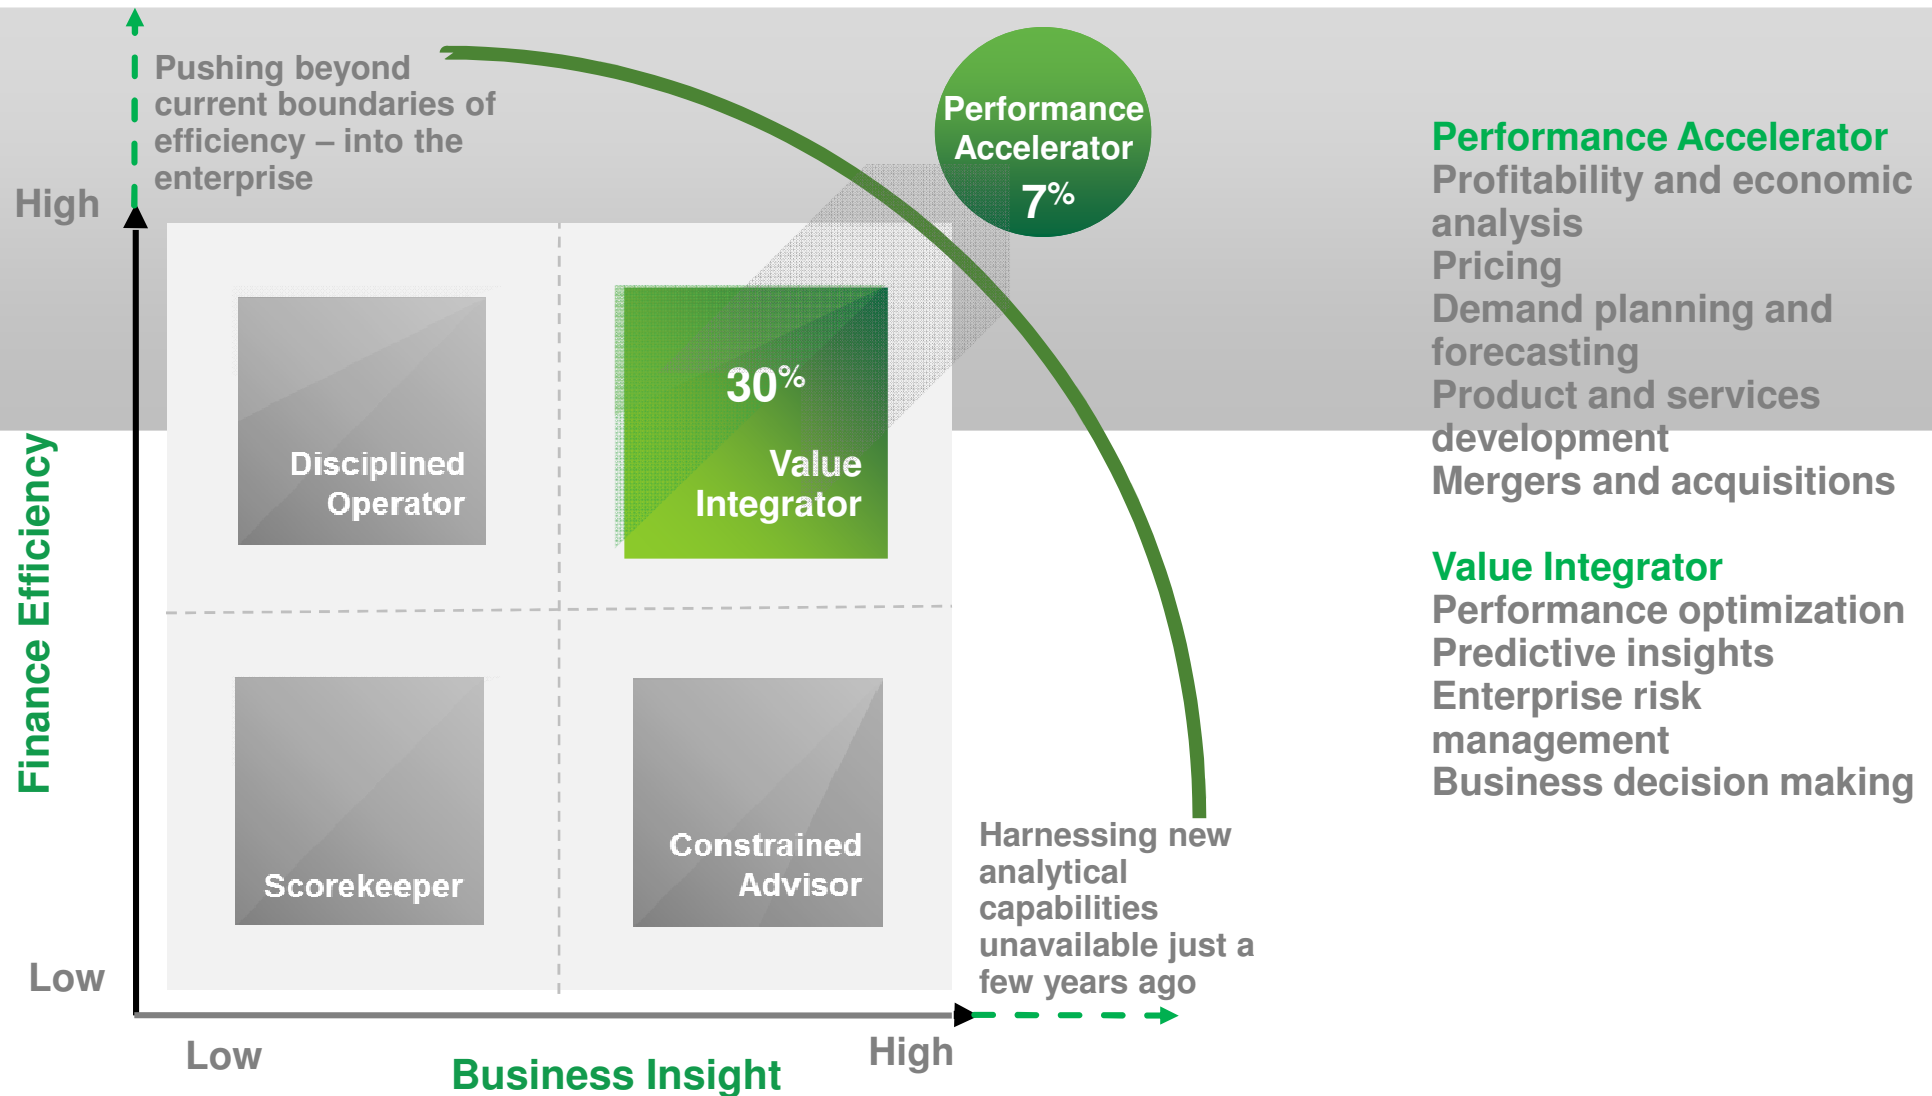 Pushing beyond
current boundaries of
efficiency – into the
enterprise
High
Performance
Accelerator
7%
30%
Value
Integrator
Disciplined
Operator
Finance Efficiency
Scorekeeper
Constrained
Advisor
Low
Harnessing new
analytical
capabilities
unavailable just a
few years ago
Low
Business Insight
High
Performance Accelerator
Profitability and economic
analysis
Pricing
Demand planning and
forecasting
Product and services
development
Mergers and acquisitions
Value Integrator
Performance optimization
Predictive insights
Enterprise risk
management
Business decision making